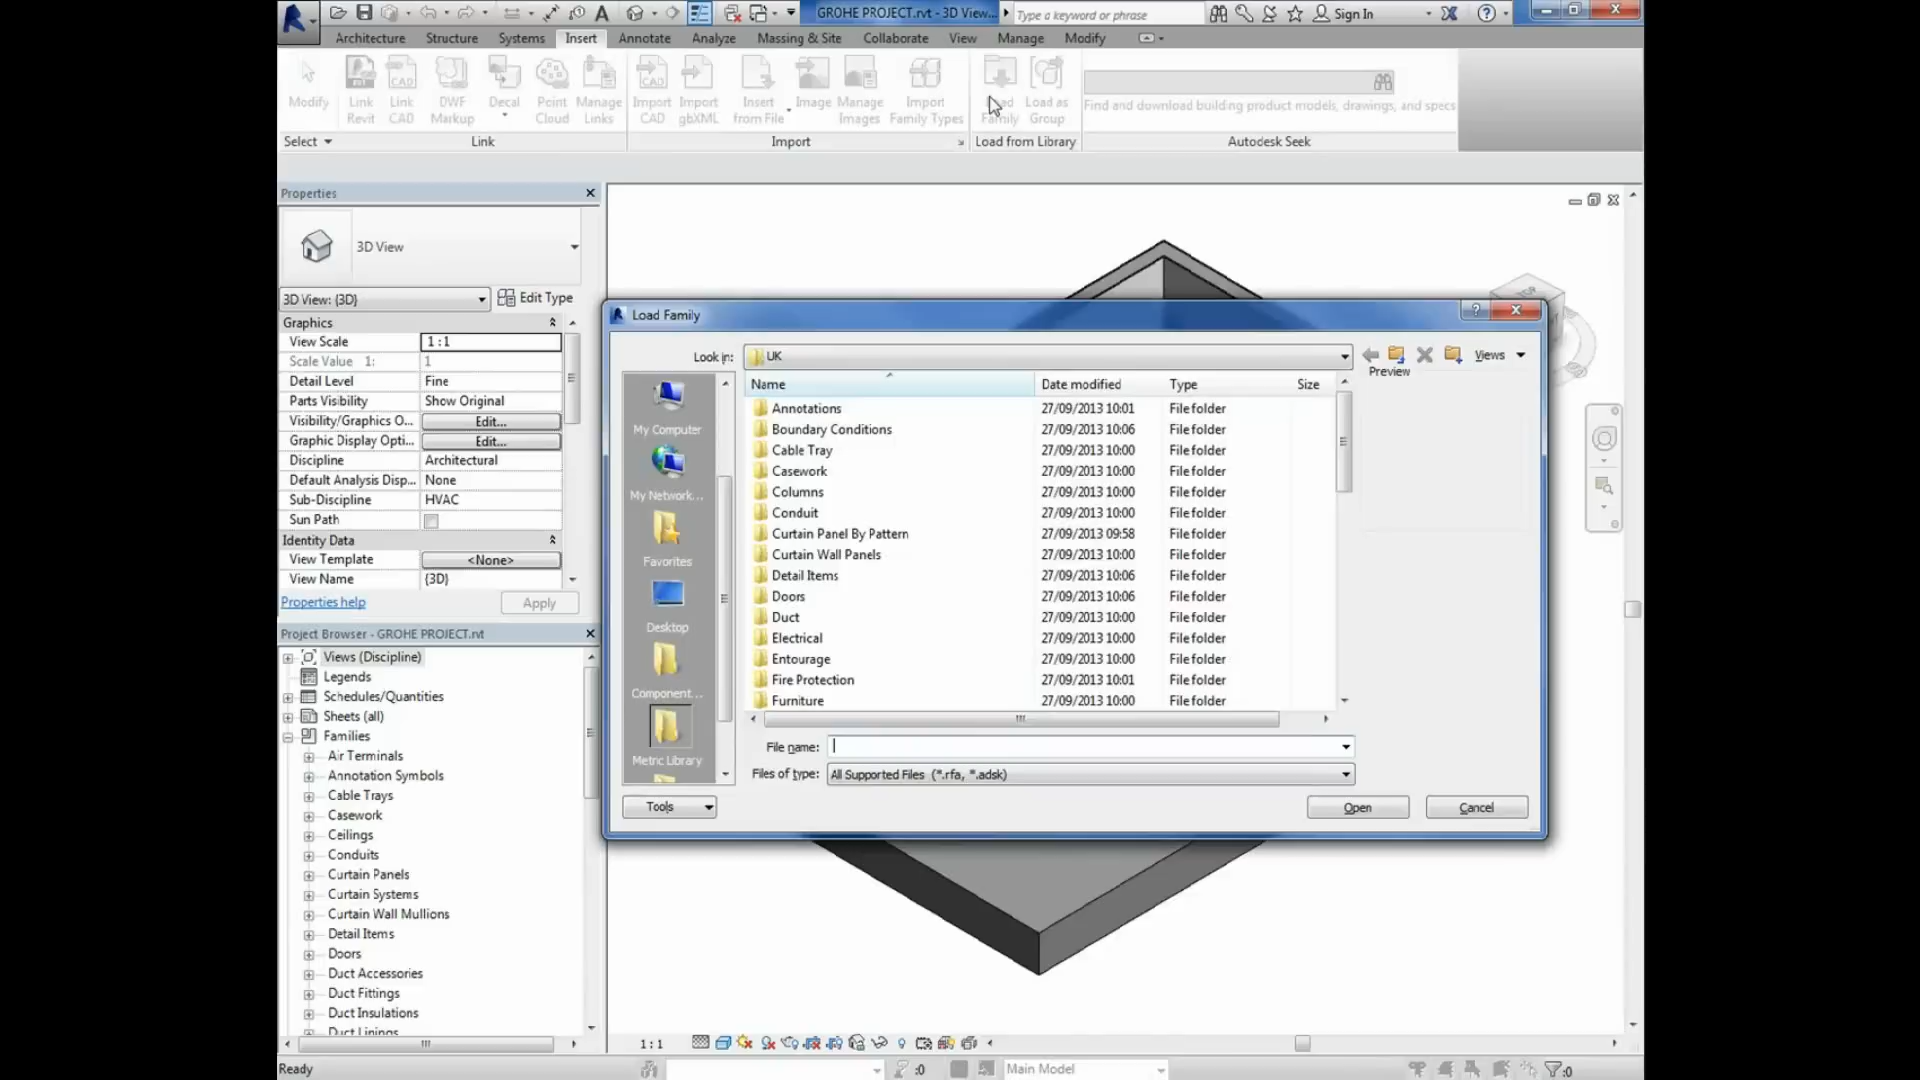 GROHE PROJECT.rvt - 3D View...
Type a keyword or phrase
Sign In
Architecture Structure Systems Insert Annotate Analyze Massing & Site Collaborate View Manage Modify
Modify
Link Revit
Link CAD
DWF Markup
Decal
Point Cloud
Manage Links
Import CAD
Import gbXML
Insert from File
Image
Manage Images
Import Family Types
Load Family
Load as Group
Find and download building product models, drawings, and specs
Select
Link
Import
Load from Library
Autodesk Seek
Properties
3D View
3D View: {3D}
Edit Type
Graphics
View Scale 1 : 1
Scale Value 1: 1
Detail Level Fine
Parts Visibility Show Original
Visibility/Graphics O... Edit...
Graphic Display Opti... Edit...
Discipline Architectural
Default Analysis Disp... None
Sub-Discipline HVAC
Sun Path
Identity Data
View Template <None>
View Name {3D}
Properties help
Apply
Project Browser - GROHE PROJECT.rvt
Views (Discipline)
Legends
Schedules/Quantities
Sheets (all)
Families
Air Terminals
Annotation Symbols
Cable Trays
Casework
Ceilings
Conduits
Curtain Panels
Curtain Systems
Curtain Wall Mullions
Detail Items
Doors
Duct Accessories
Duct Fittings
Duct Insulations
Duct Linings
Load Family
Look in: UK
Views
Preview
My Computer
My Network...
Favorites
Desktop
Component...
Metric Library
Name Date modified Type Size
Annotations 27/09/2013 10:01 File folder
Boundary Conditions 27/09/2013 10:06 File folder
Cable Tray 27/09/2013 10:00 File folder
Casework 27/09/2013 10:00 File folder
Columns 27/09/2013 10:00 File folder
Conduit 27/09/2013 10:00 File folder
Curtain Panel By Pattern 27/09/2013 09:58 File folder
Curtain Wall Panels 27/09/2013 10:00 File folder
Detail Items 27/09/2013 10:06 File folder
Doors 27/09/2013 10:06 File folder
Duct 27/09/2013 10:00 File folder
Electrical 27/09/2013 10:00 File folder
Entourage 27/09/2013 10:00 File folder
Fire Protection 27/09/2013 10:01 File folder
Furniture 27/09/2013 10:00 File folder
File name:
Files of type: All Supported Files (*.rfa, *.adsk)
Tools
Open
Cancel
TOP
1 : 1
Ready
:0
Main Model
:0